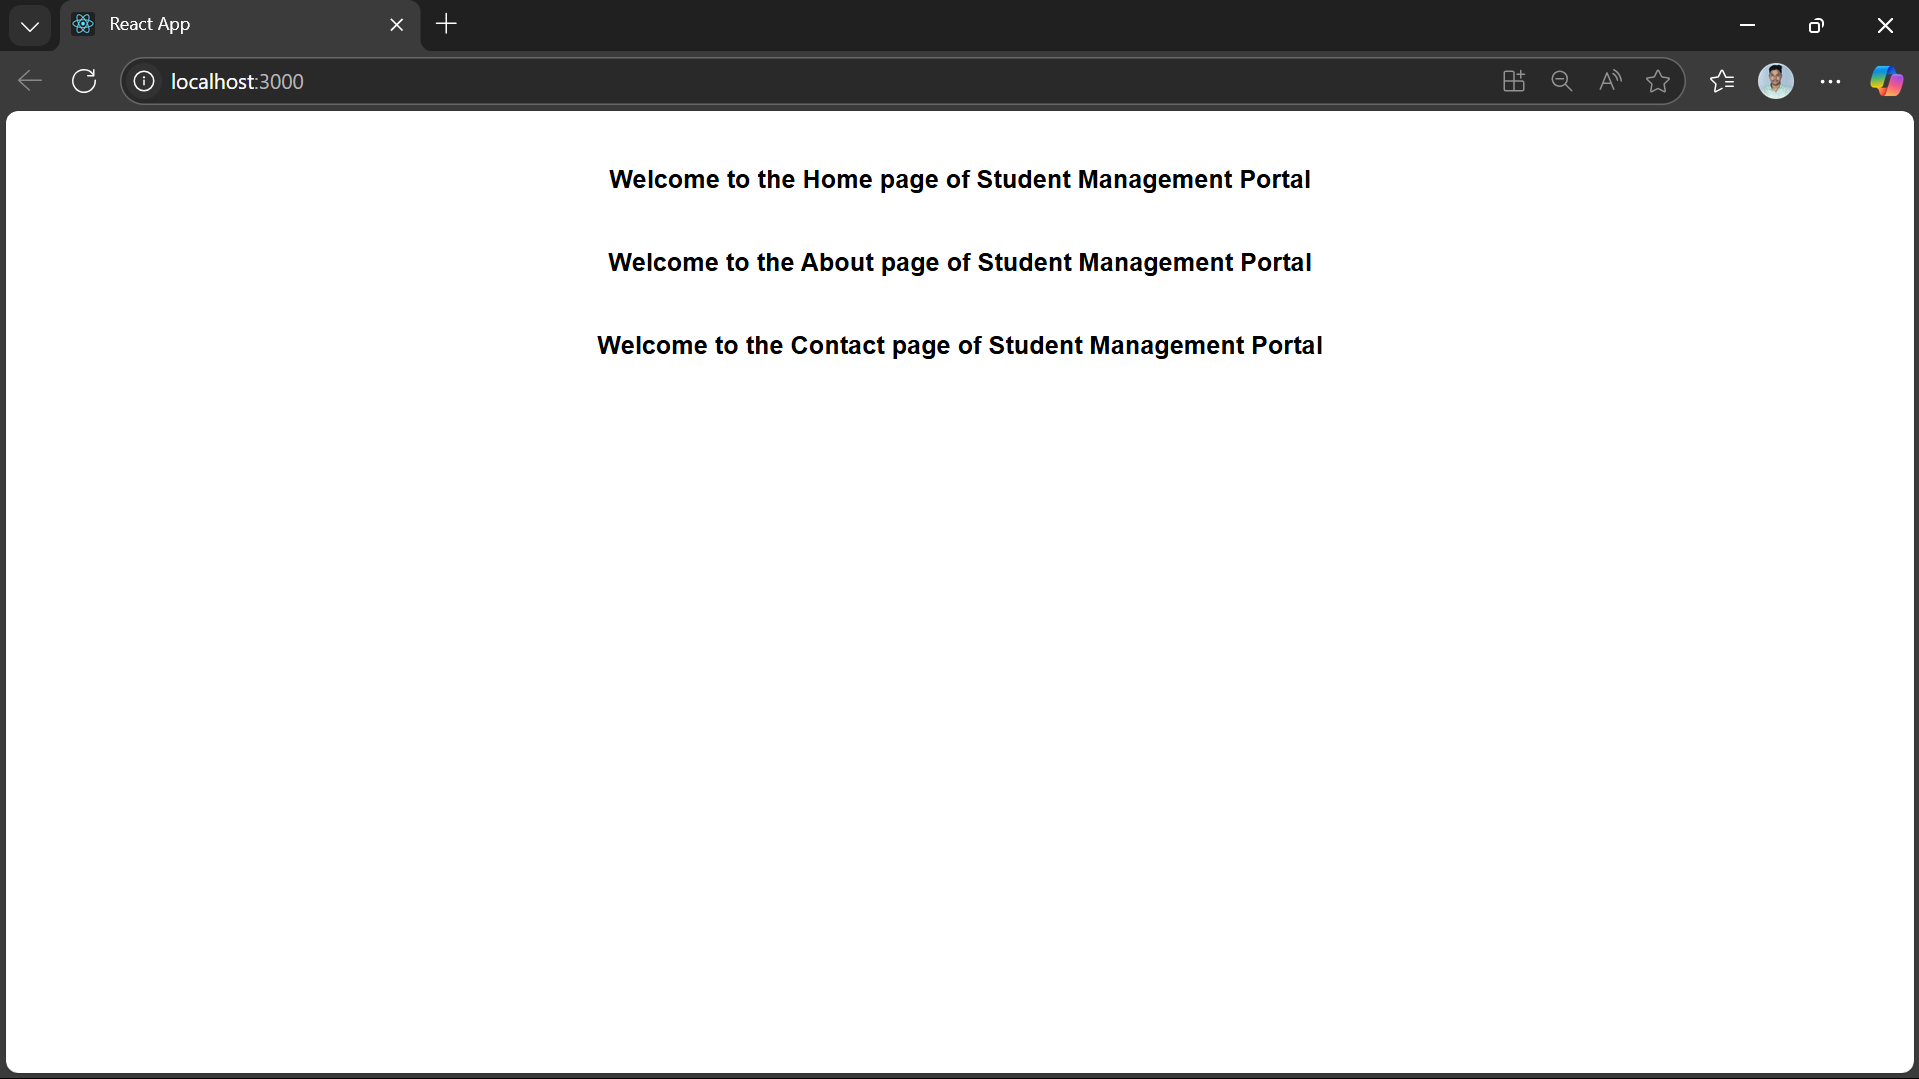 React App
localhost:3000
Welcome to the Home page of Student Management Portal
Welcome to the About page of Student Management Portal
Welcome to the Contact page of Student Management Portal